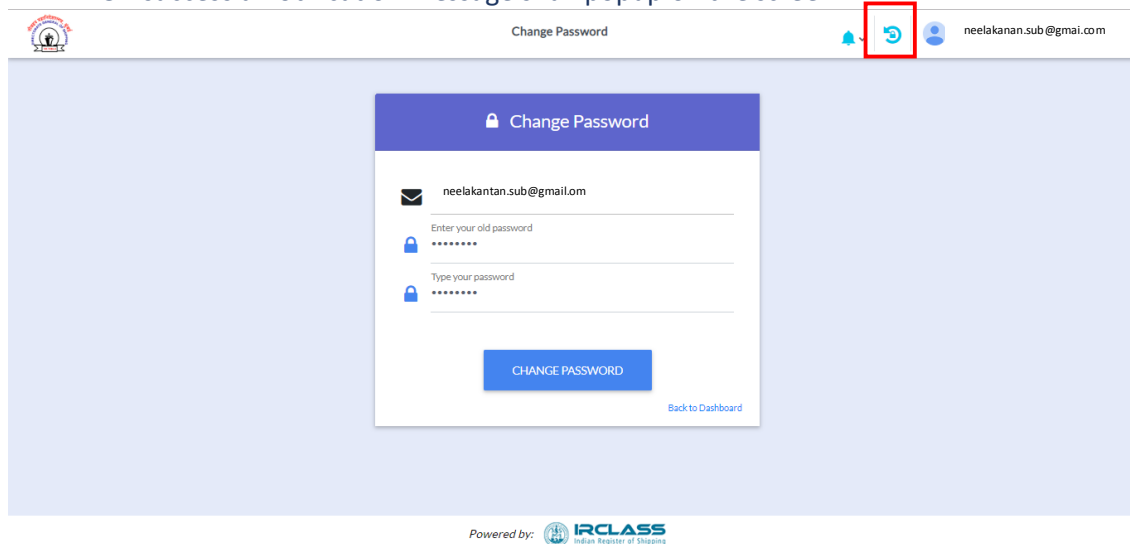 Change Password
neelakanan.sub@gmai.com
Change Password
neelakantan.sub@gmail.om
Enter your old password
••••••••
Type your password
••••••••
CHANGE PASSWORD
Back to Dashboard
Powered by: IRCLASS
Indian Register of Shipping